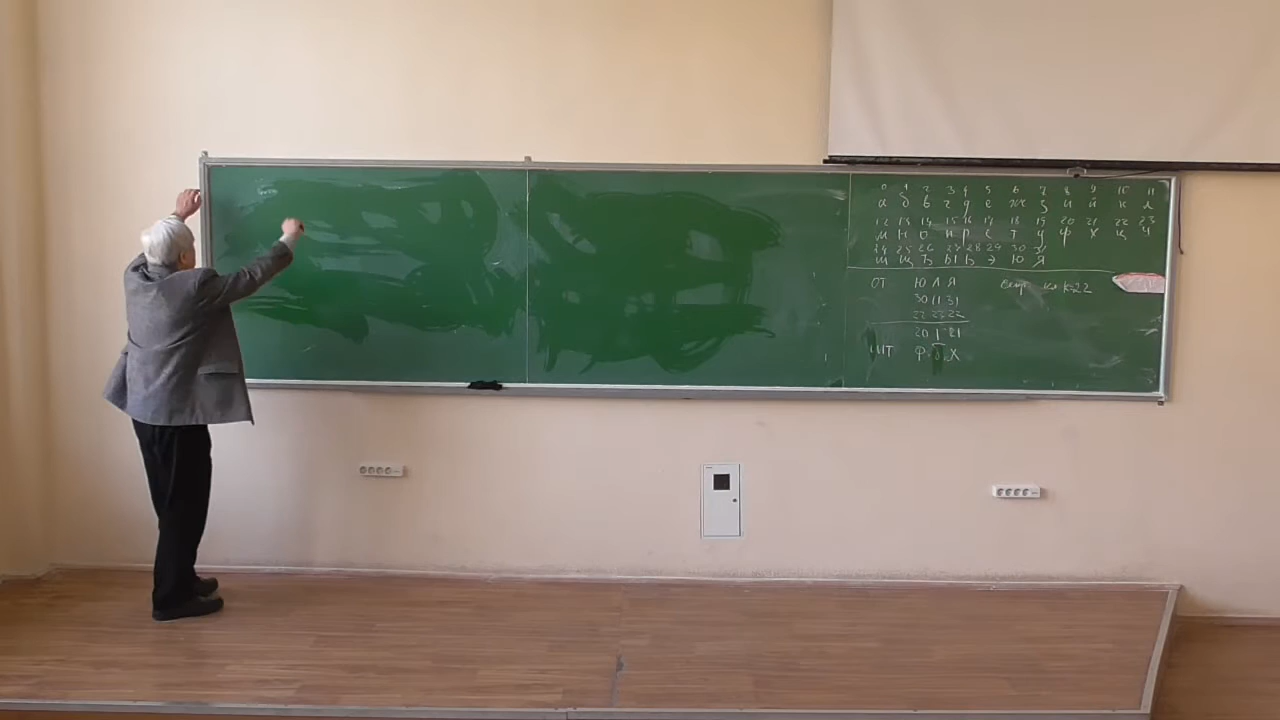 0 1 2 3 4 5 6 7 8 9 10 11
а б в г д е ж з и й к л
12 13 14 15 16 17 18 19 20 21 22 23
м н о п р с т у ф х ц ч
24 25 26 27 28 29 30 31
ш щ ъ ы ь э ю я
ОТ Ю Л Я
30 11 31
22 22 22
20 1 21
ШТ Ф б Х